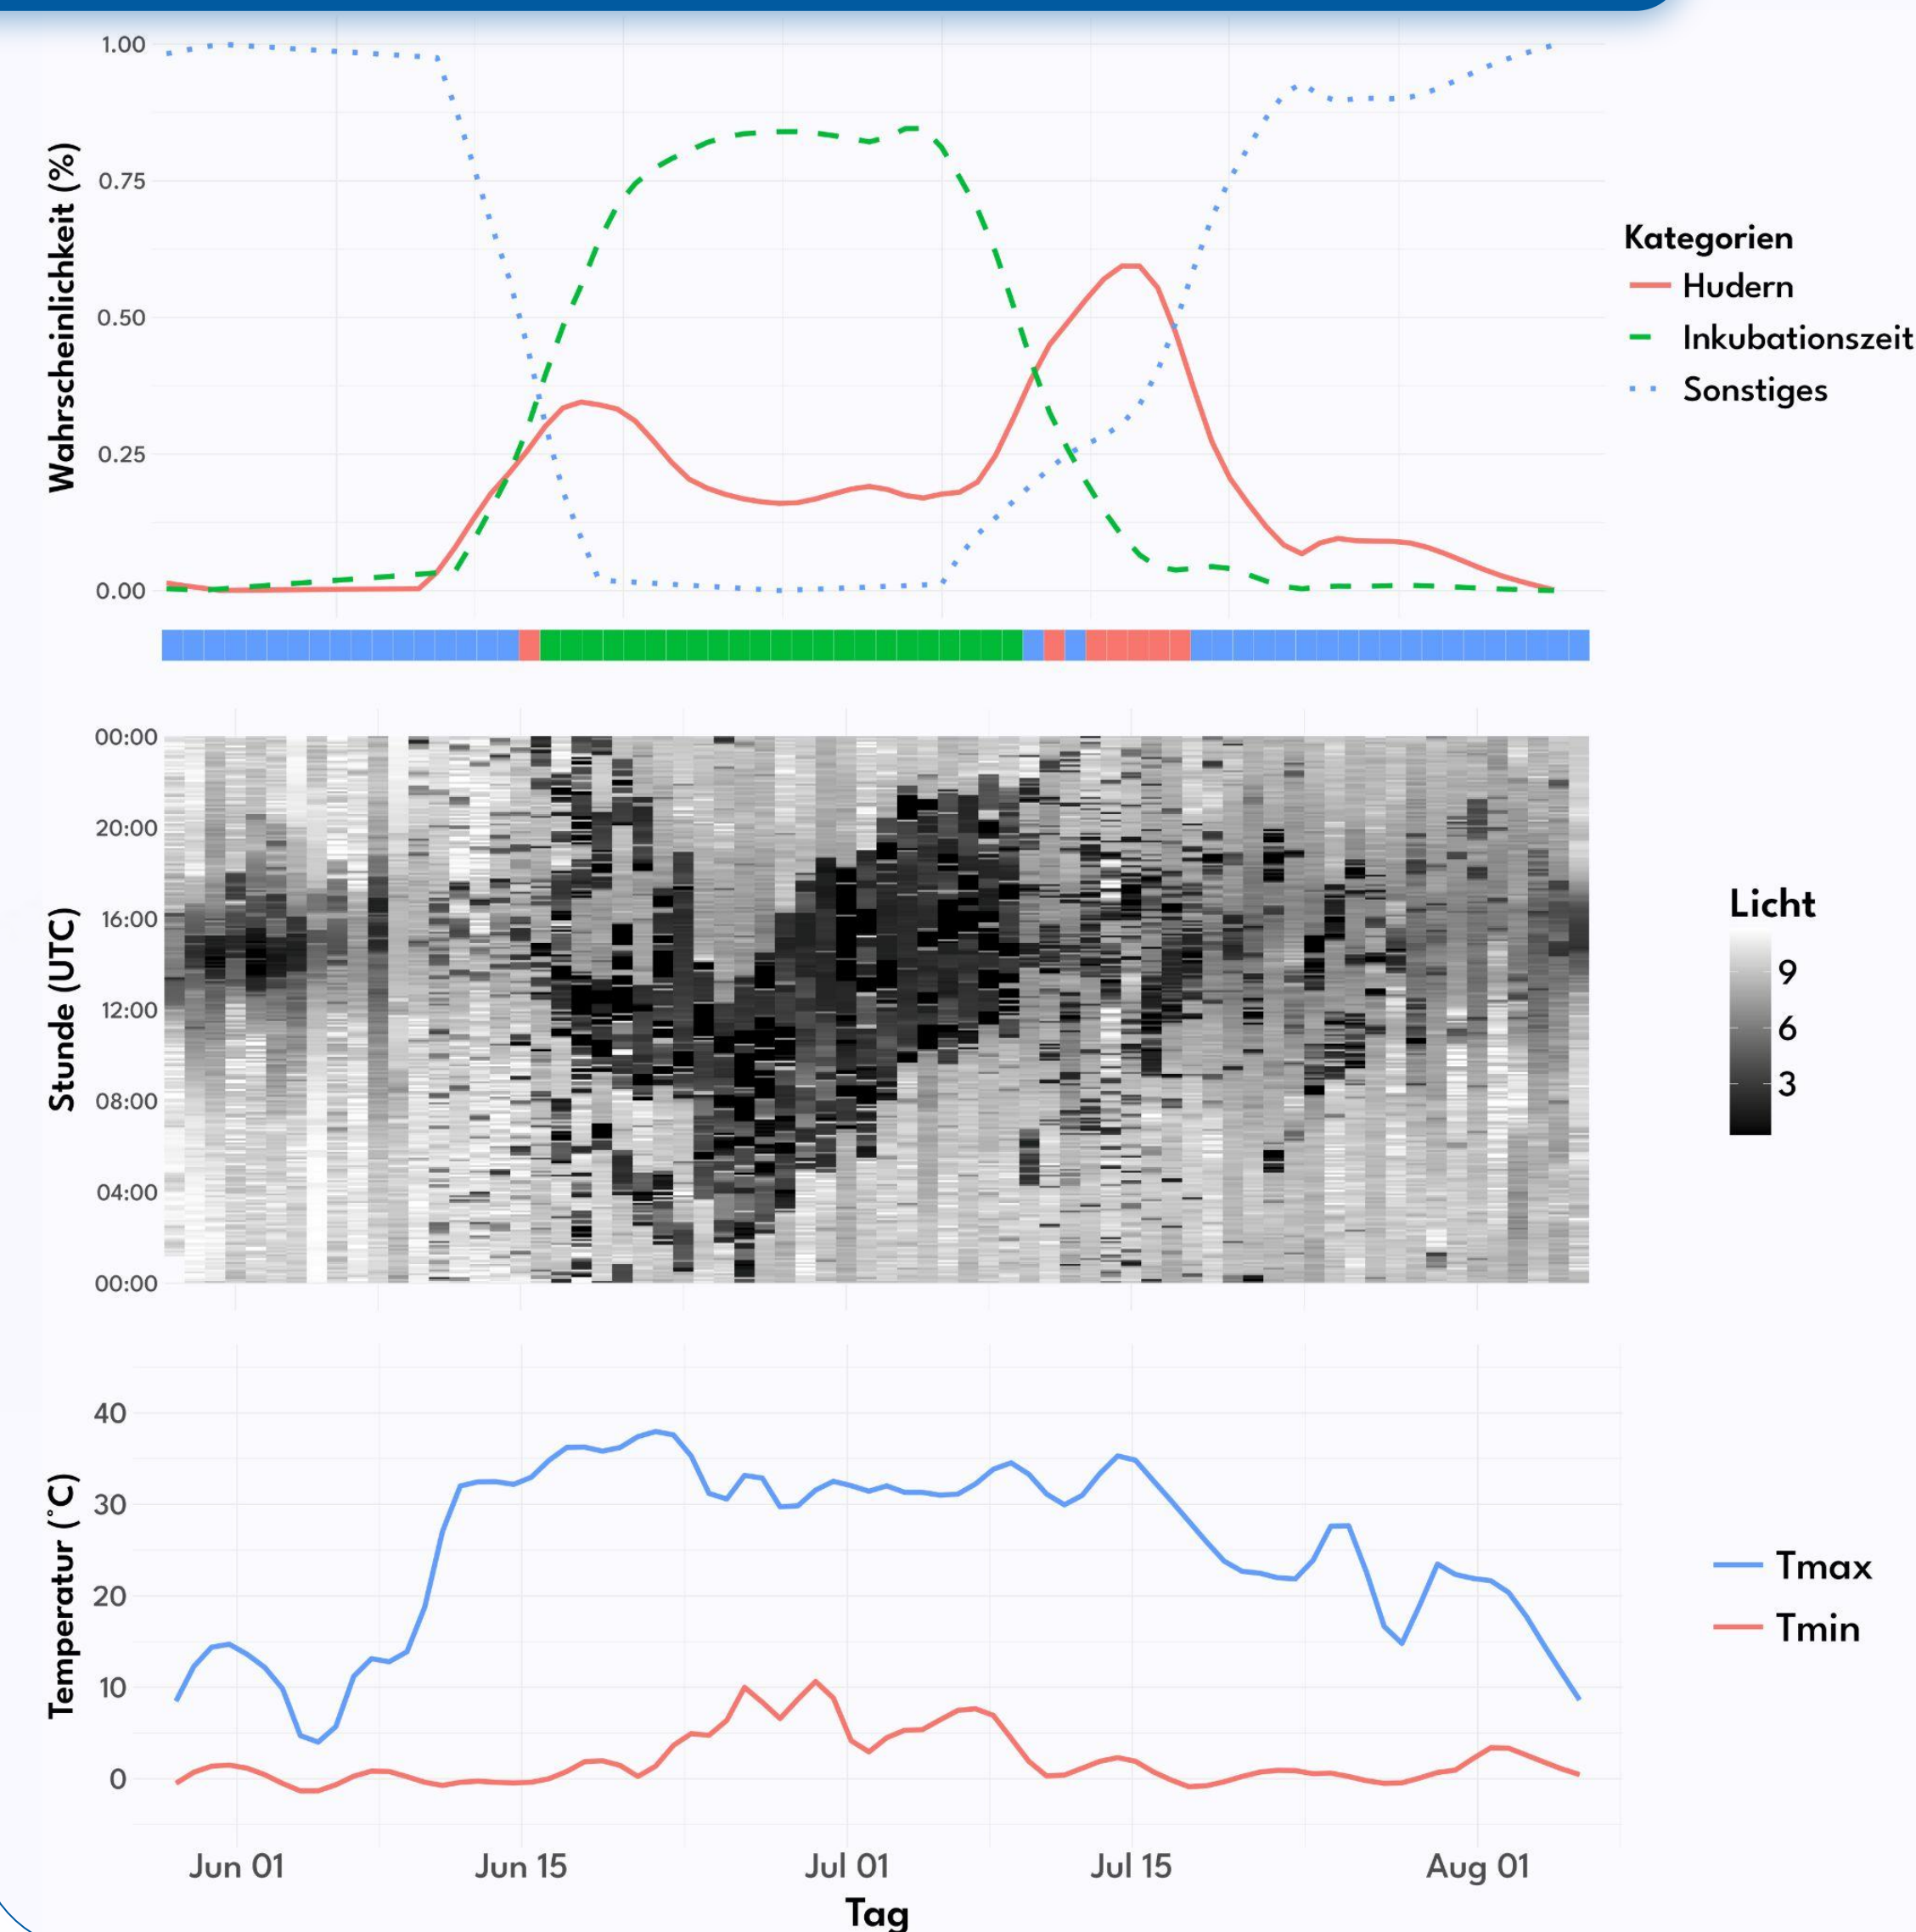 1.00
0.75
0.50
0.25
0.00
Wahrscheinlichkeit (%)
Kategorien
Hudern
Inkubationszeit
Sonstiges
00:00
20:00
16:00
12:00
08:00
04:00
00:00
Stunde (UTC)
Licht
9
6
3
40
30
20
10
0
Temperatur (°C)
Tmax
Tmin
Jun 01
Jun 15
Jul 01
Jul 15
Aug 01
Tag